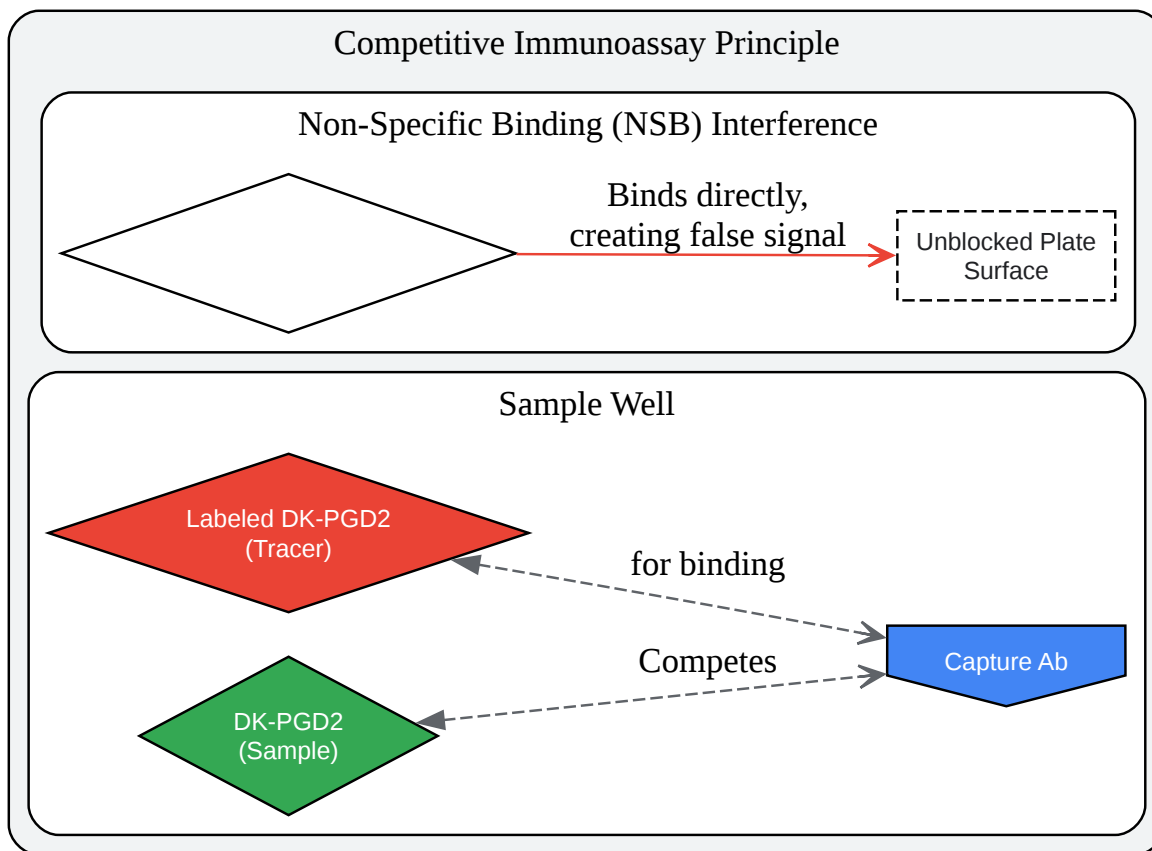 Competitive Immunoassay Principle
Non-Specific Binding (NSB) Interference
Binds directly,
creating false signal
Unblocked Plate
Surface
Sample Well
Labeled DK-PGD2
(Tracer)
for binding
Capture Ab
Competes
DK-PGD2
(Sample)